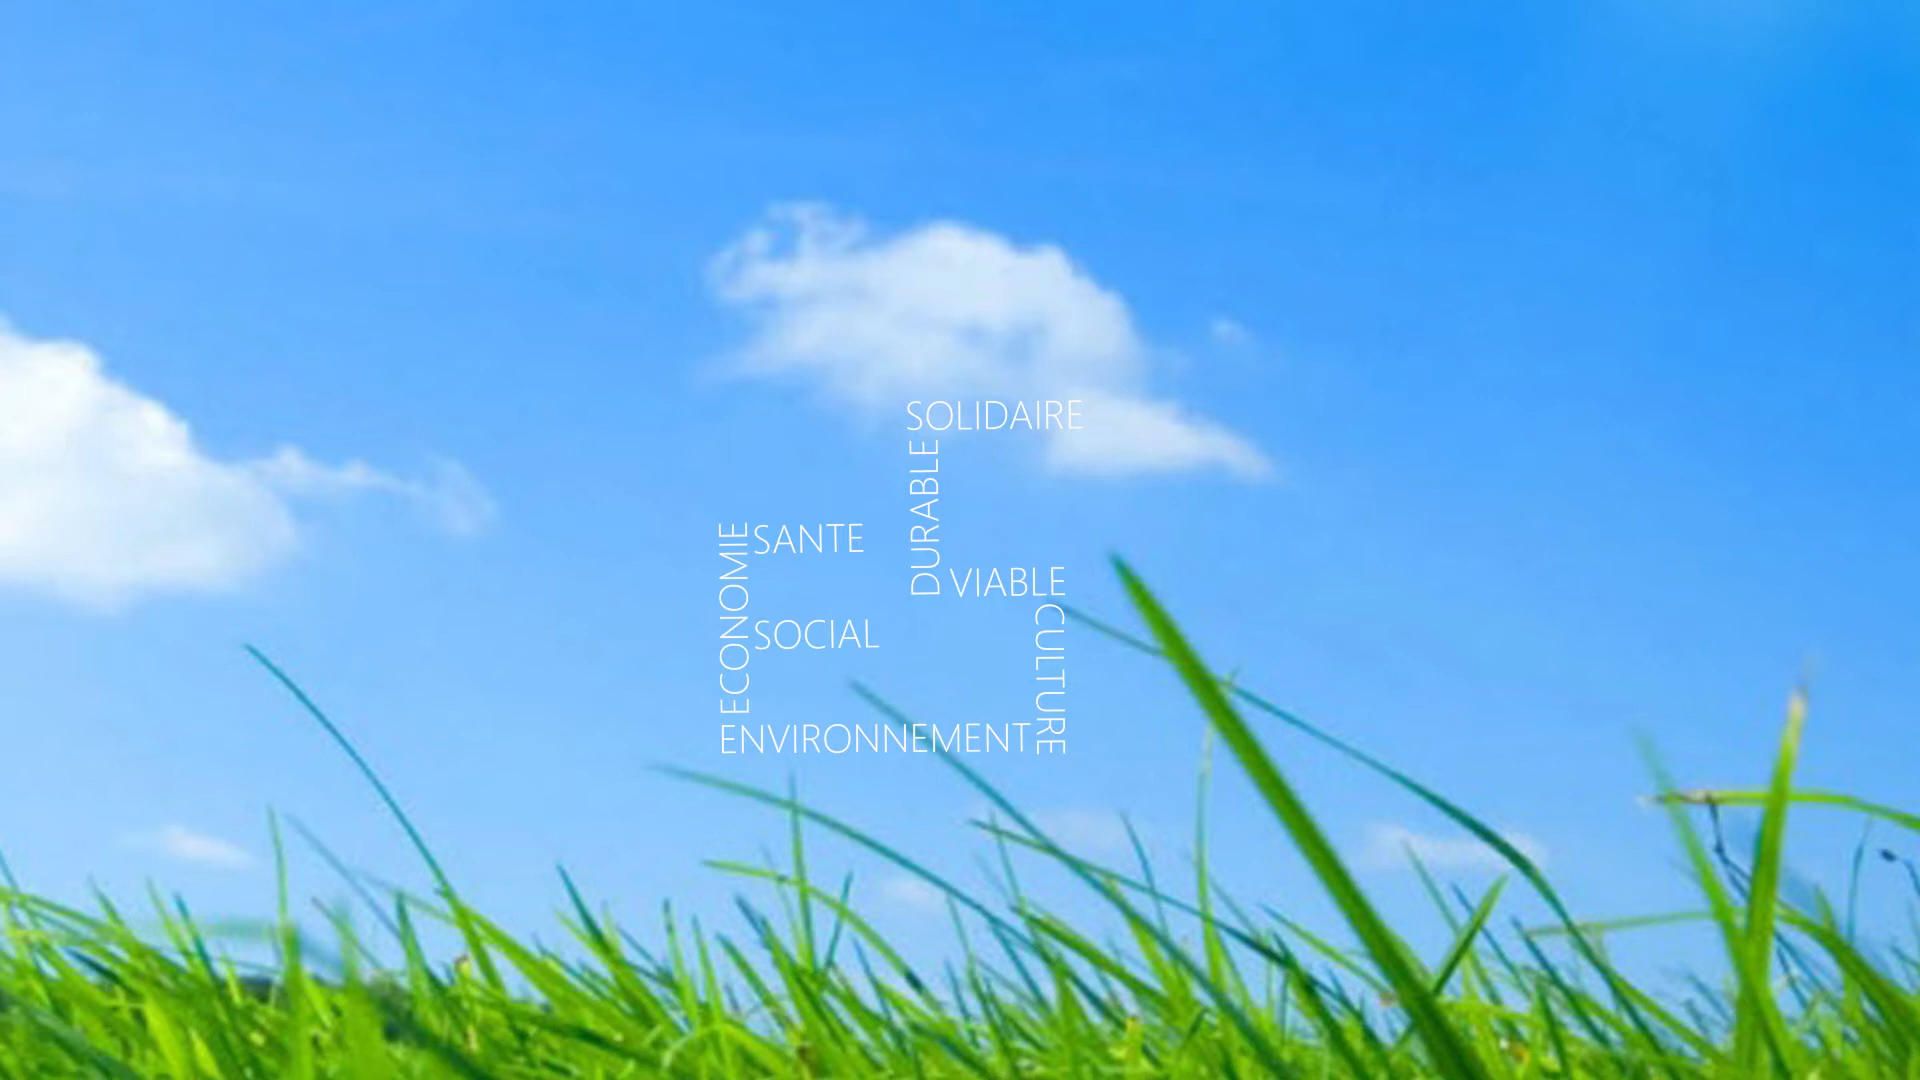 SOLIDAIRE
DURABLE
SANTE
ECONOMIE
VIABLE
SOCIAL
CULTURE
ENVIRONNEMENT